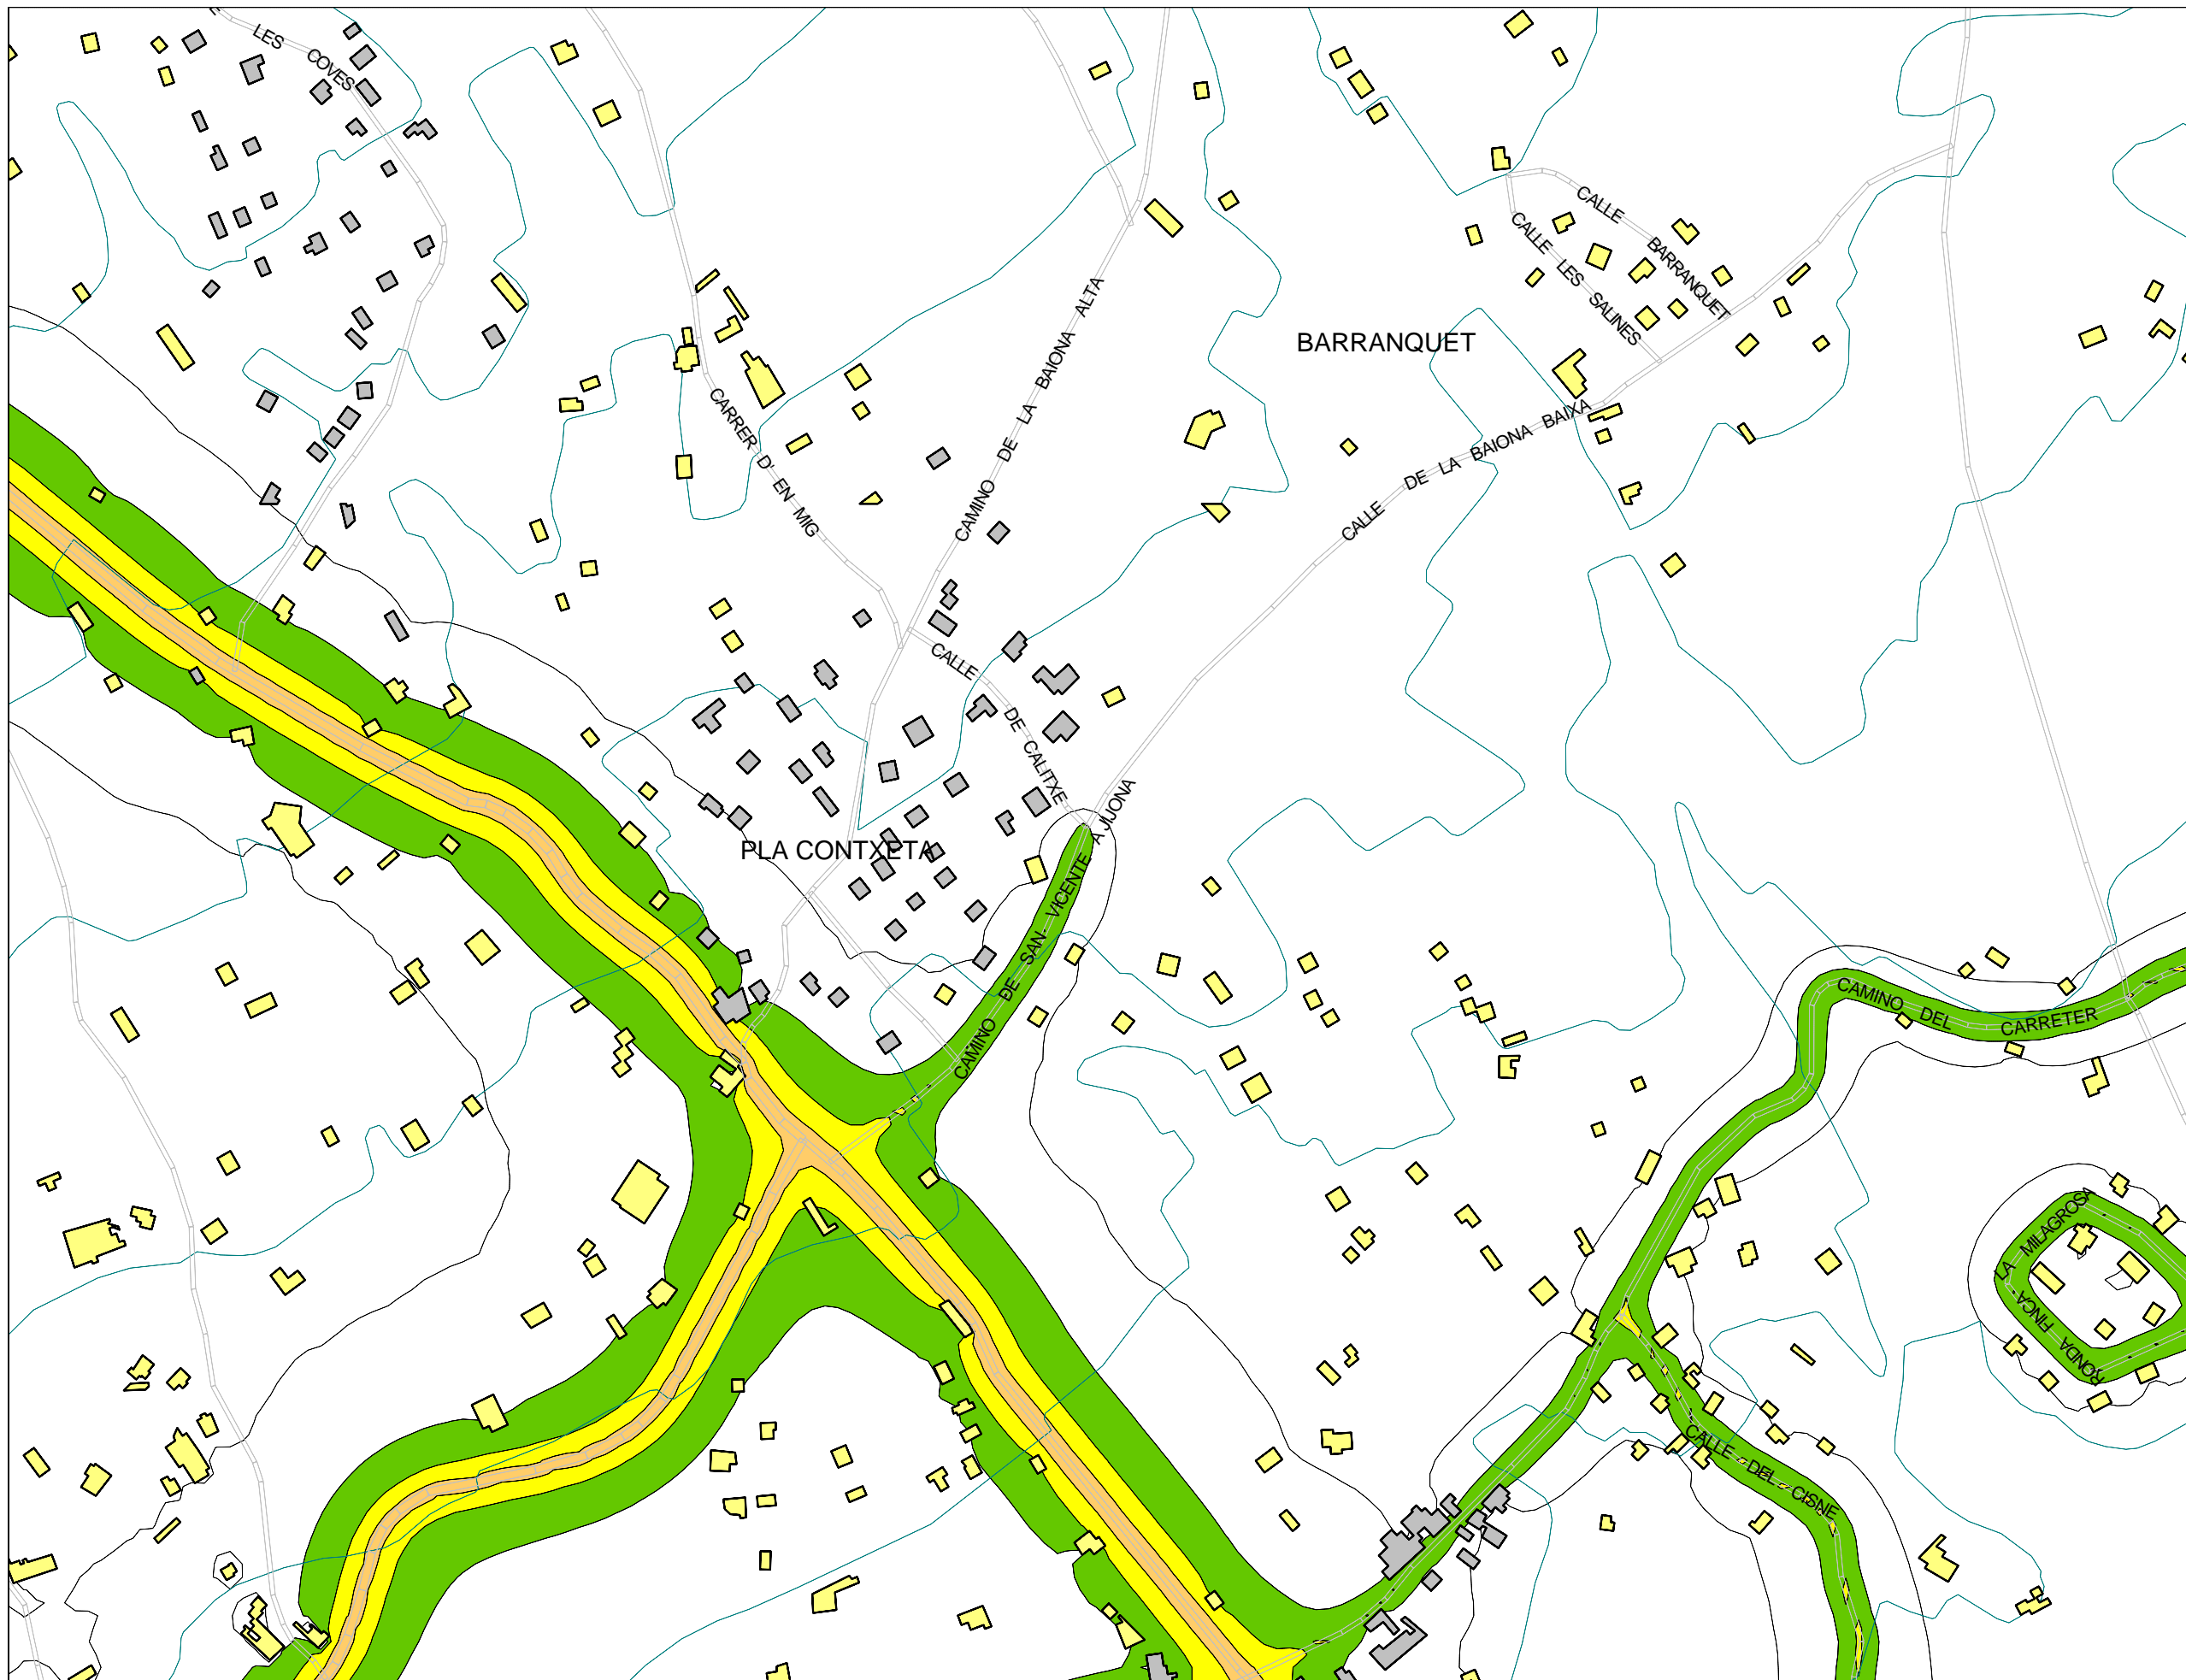 LES COVES
CALLE BARRANQUET
CALLE LES SALINES
BARRANQUET
CAMINO DE LA BAIONA ALTA
CARRER D' EN MIG
CALLE DE LA BAIONA BAIXA
CALLE DE CALITXE
PLA CONTXETA
CAMINO DE SAN VICENTE A JIJONA
CAMINO DEL CARRETER
RONDA FINCA LA MILAGROSA
CALLE DEL CISNE